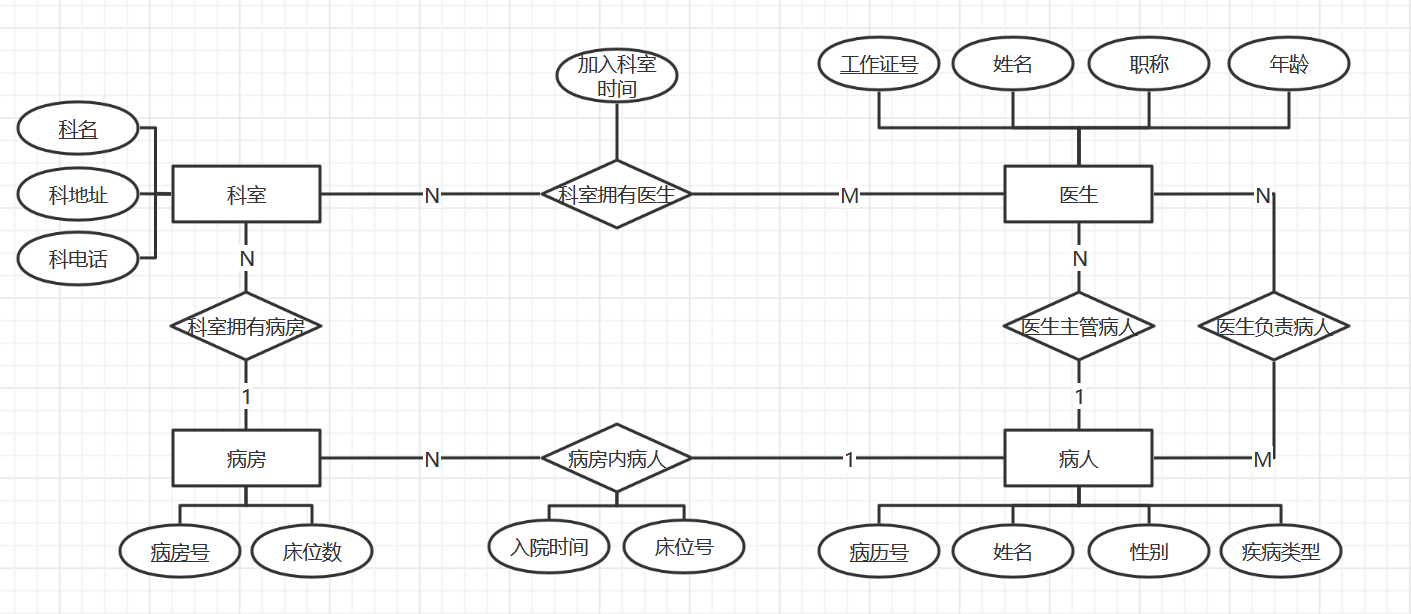 加入科室
时间
工作证号
姓名
职称
年龄
科名
科地址
科电话
科室
N
科室拥有医生
M
医生
N
N
N
科室拥有病房
医生主管病人
医生负责病人
1
1
病房
N
病房内病人
1
病人
M
病房号
床位数
入院时间
床位号
病历号
姓名
性别
疾病类型